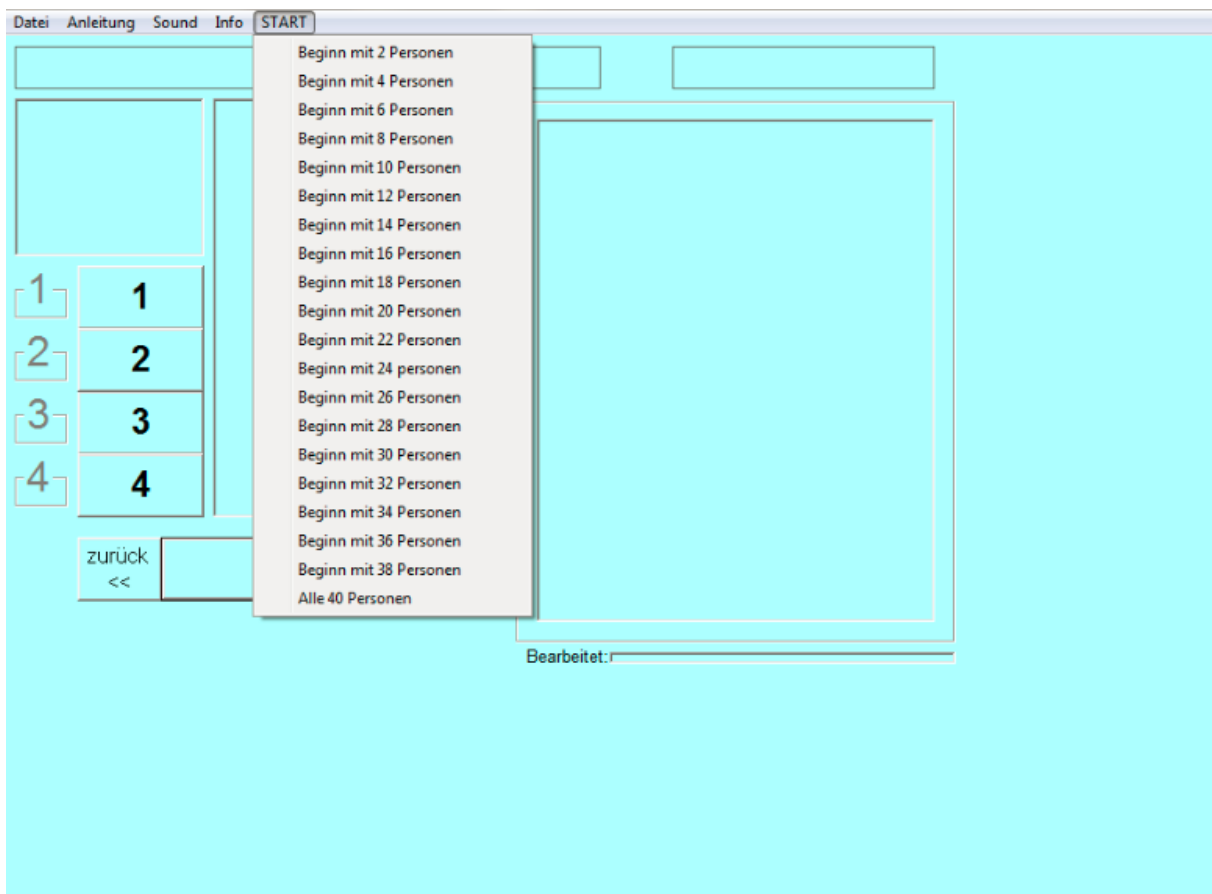 Datei Anleitung Sound Info START
Beginn mit 2 Personen
Beginn mit 4 Personen
Beginn mit 6 Personen
Beginn mit 8 Personen
Beginn mit 10 Personen
Beginn mit 12 Personen
Beginn mit 14 Personen
Beginn mit 16 Personen
Beginn mit 18 Personen
Beginn mit 20 Personen
Beginn mit 22 Personen
Beginn mit 24 personen
Beginn mit 26 Personen
Beginn mit 28 Personen
Beginn mit 30 Personen
Beginn mit 32 Personen
Beginn mit 34 Personen
Beginn mit 36 Personen
Beginn mit 38 Personen
Alle 40 Personen
1 1
2 2
3 3
4 4
zurück
<<
Bearbeitet: